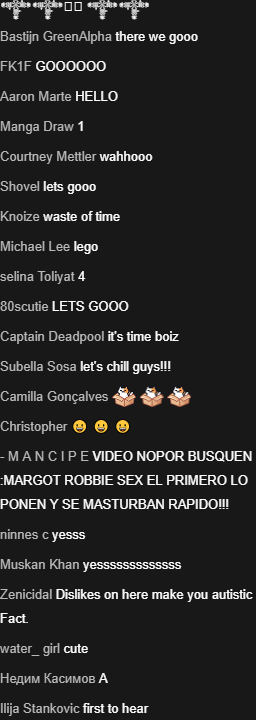 Bastijn GreenAlpha there we gooo
FK1F GOOOOOO
Aaron Marte HELLO
Manga Draw 1
Courtney Mettler wahhooo
Shovel lets gooo
Knoize waste of time
Michael Lee lego
selina Toliyat 4
80scutie LETS GOOO
Captain Deadpool it's time boiz
Subella Sosa let's chill guys!!!
Camilla Gonçalves
Christopher 😀 😀 😀
- M A N C I P E VIDEO NOPOR BUSQUEN
:MARGOT ROBBIE SEX EL PRIMERO LO
PONEN Y SE MASTURBAN RAPIDO!!!
ninnes c yesss
Muskan Khan yesssssssssssss
Zenicidal Dislikes on here make you autistic
Fact.
water_ girl cute
Недим Касимов A
Ilija Stankovic first to hear